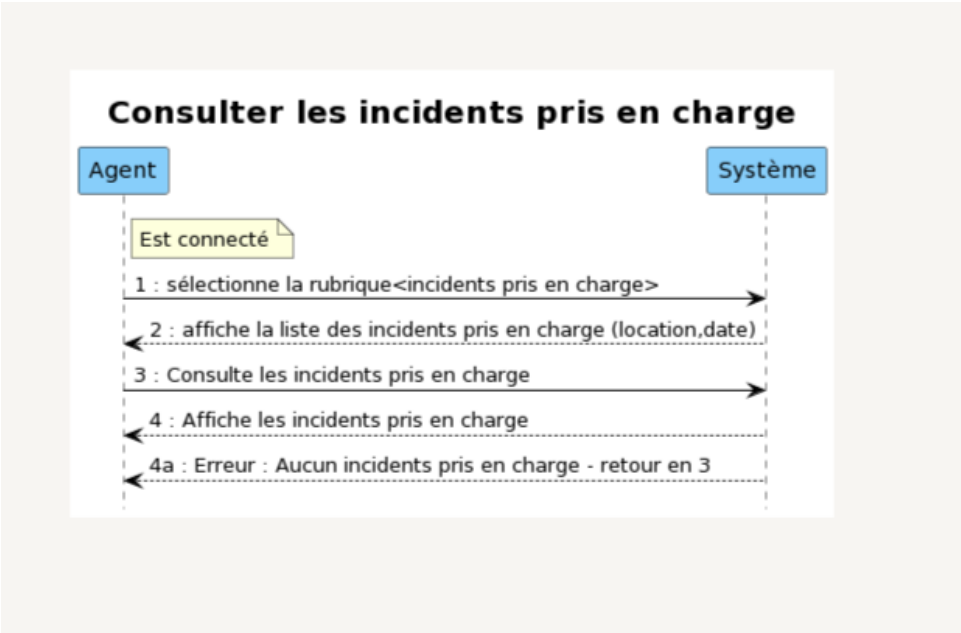 Consulter les incidents pris en charge
Agent
Système
Est connecté
1 : sélectionne la rubrique<incidents pris en charge>
2 : affiche la liste des incidents pris en charge (location,date)
3 : Consulte les incidents pris en charge
4 : Affiche les incidents pris en charge
4a : Erreur : Aucun incidents pris en charge - retour en 3